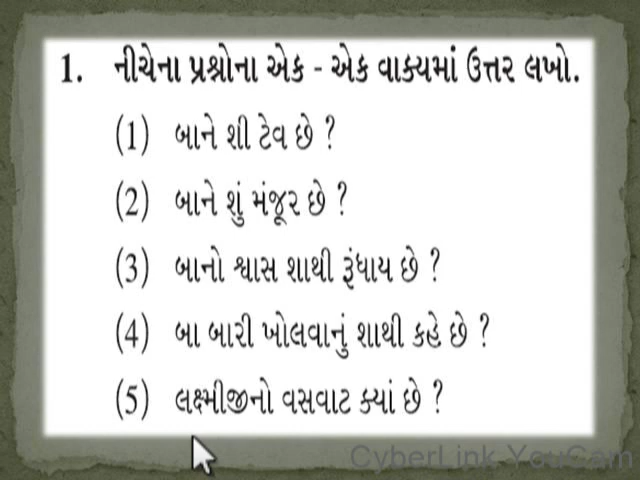 1. નીચેના પ્રશ્નોના એક - એક વાક્યમાં ઉત્તર લખો.
(1) બાને શી ટેવ છે ?
(2) બાને શું મંજૂર છે ?
(3) બાનો શ્વાસ શાથી રૂંધાય છે ?
(4) બા બારી ખોલવાનું શાથી કહે છે ?
(5) લક્ષ્મીજીનો વસવાટ ક્યાં છે ?
CyberLink YouCam